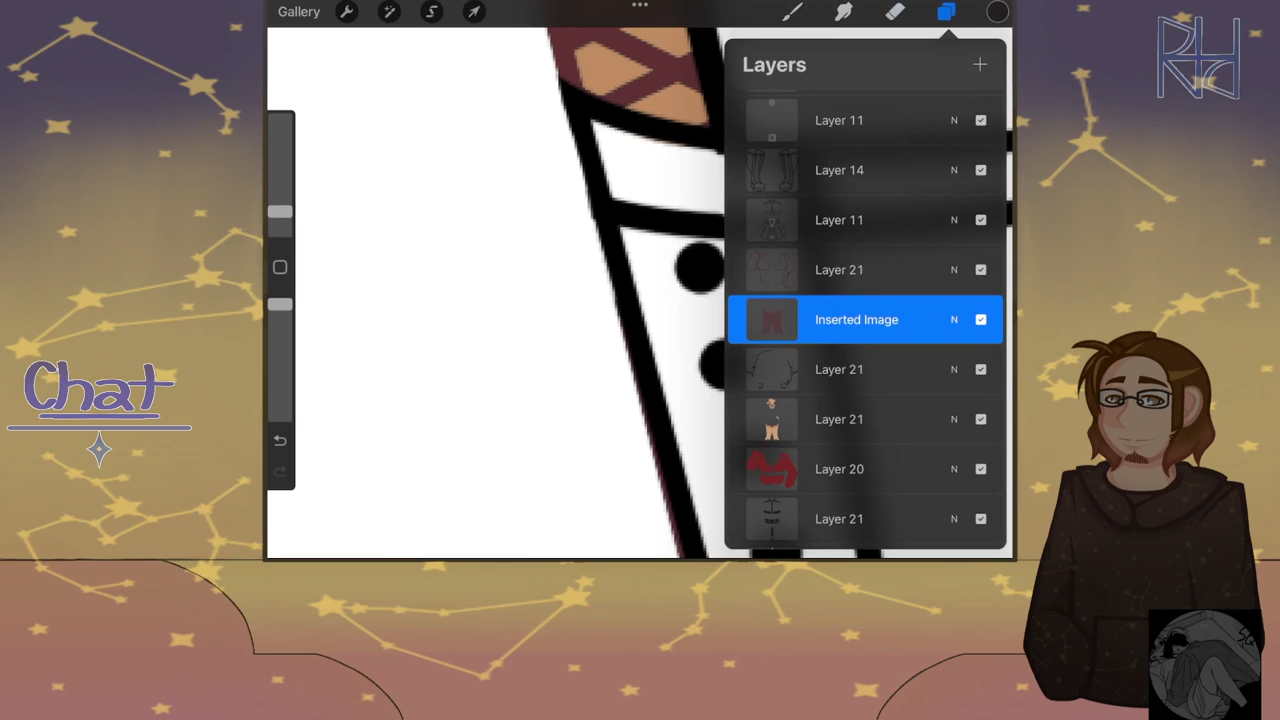 Gallery
Layers
Layer 11 N
Layer 14 N
Layer 11 N
Layer 21 N
Inserted Image N
Layer 21 N
Layer 21 N
Layer 20 N
Layer 21 N
Chat